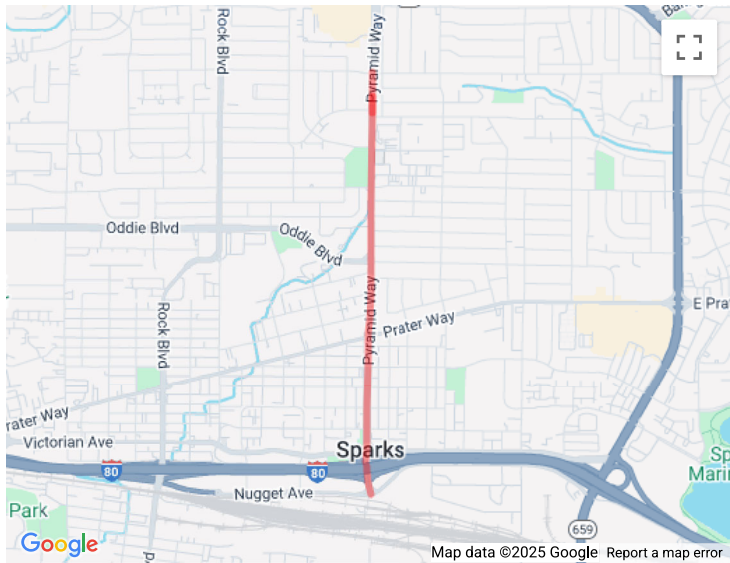 Pyramid Way
Rock Blvd
Oddie Blvd
Oddie Blvd
Pyramid Way
Prater Way
E Prat
Rock Blvd
Prater Way
Victorian Ave
Sparks
80
80
Nugget Ave
Sp
Marin
Park
659
Google
Map data ©2025 Google
Report a map error